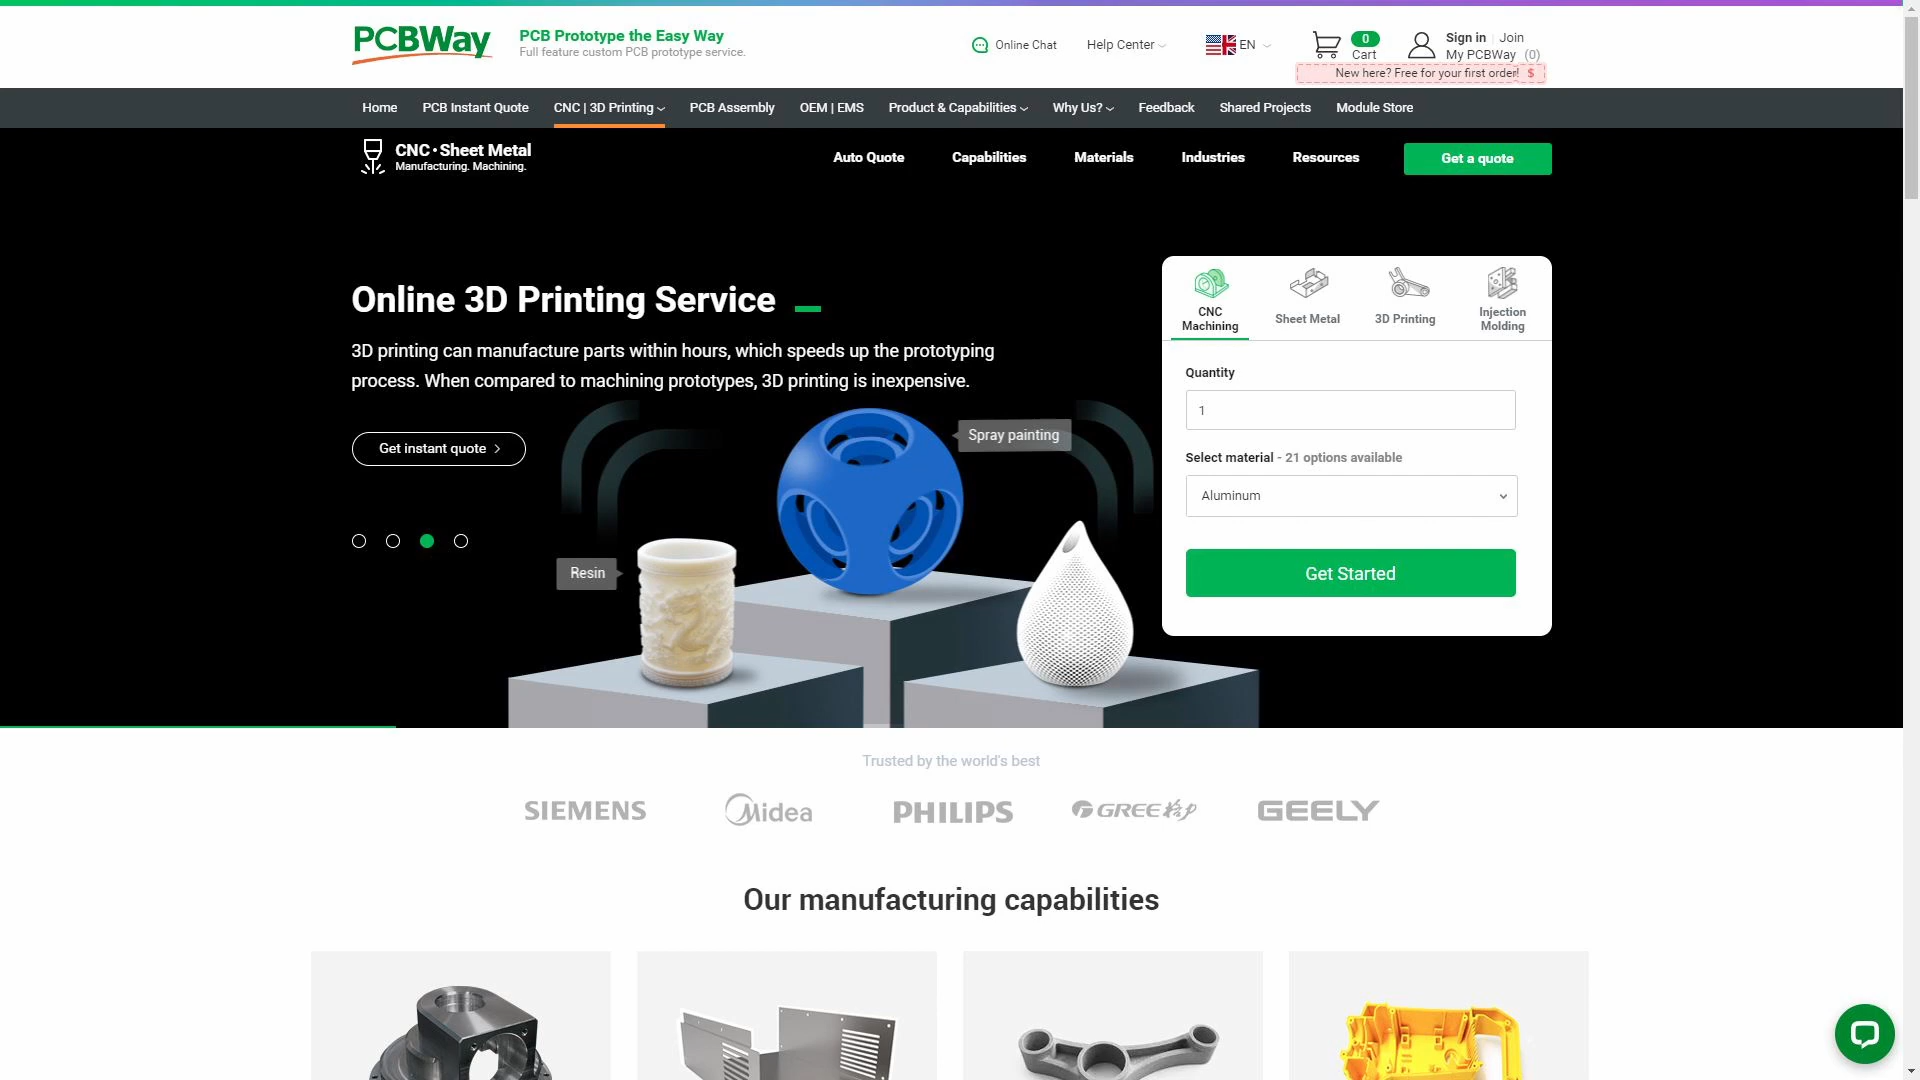 PCBWay
PCB Prototype the Easy Way
Full feature custom PCB prototype service.
Online Chat
Help Center
EN
0
Cart
Sign in | Join
My PCBWay (0)
New here? Free for your first order! $
Home
PCB Instant Quote
CNC | 3D Printing
PCB Assembly
OEM | EMS
Product & Capabilities
Why Us?
Feedback
Shared Projects
Module Store
CNC·Sheet Metal
Manufacturing. Machining.
Auto Quote
Capabilities
Materials
Industries
Resources
Get a quote
Online 3D Printing Service
3D printing can manufacture parts within hours, which speeds up the prototyping
process. When compared to machining prototypes, 3D printing is inexpensive.
Get instant quote >
Spray painting
Resin
CNC
Machining
Sheet Metal
3D Printing
Injection
Molding
Quantity
1
Select material - 21 options available
Aluminum
Get Started
Trusted by the world's best
SIEMENS
Midea
PHILIPS
GREE格力
GEELY
Our manufacturing capabilities